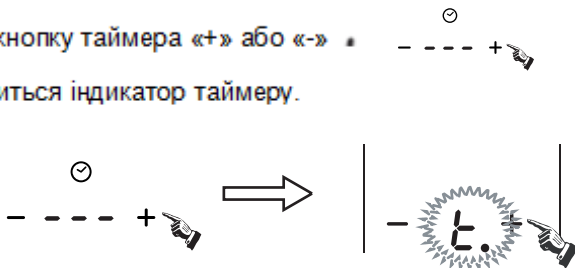 кнопку таймера «+» або «-»
- --- +
иться індикатор таймеру.
- --- +
- t. +